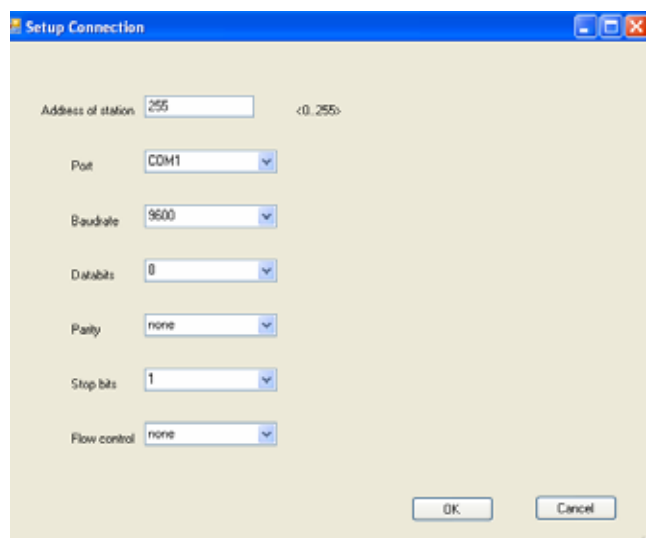 Setup Connection
Address of station 255 <0..255>
Port COM1
Baudrate 9600
Databits
Parity none
Stop bits 1
Flow control none
OK Cancel